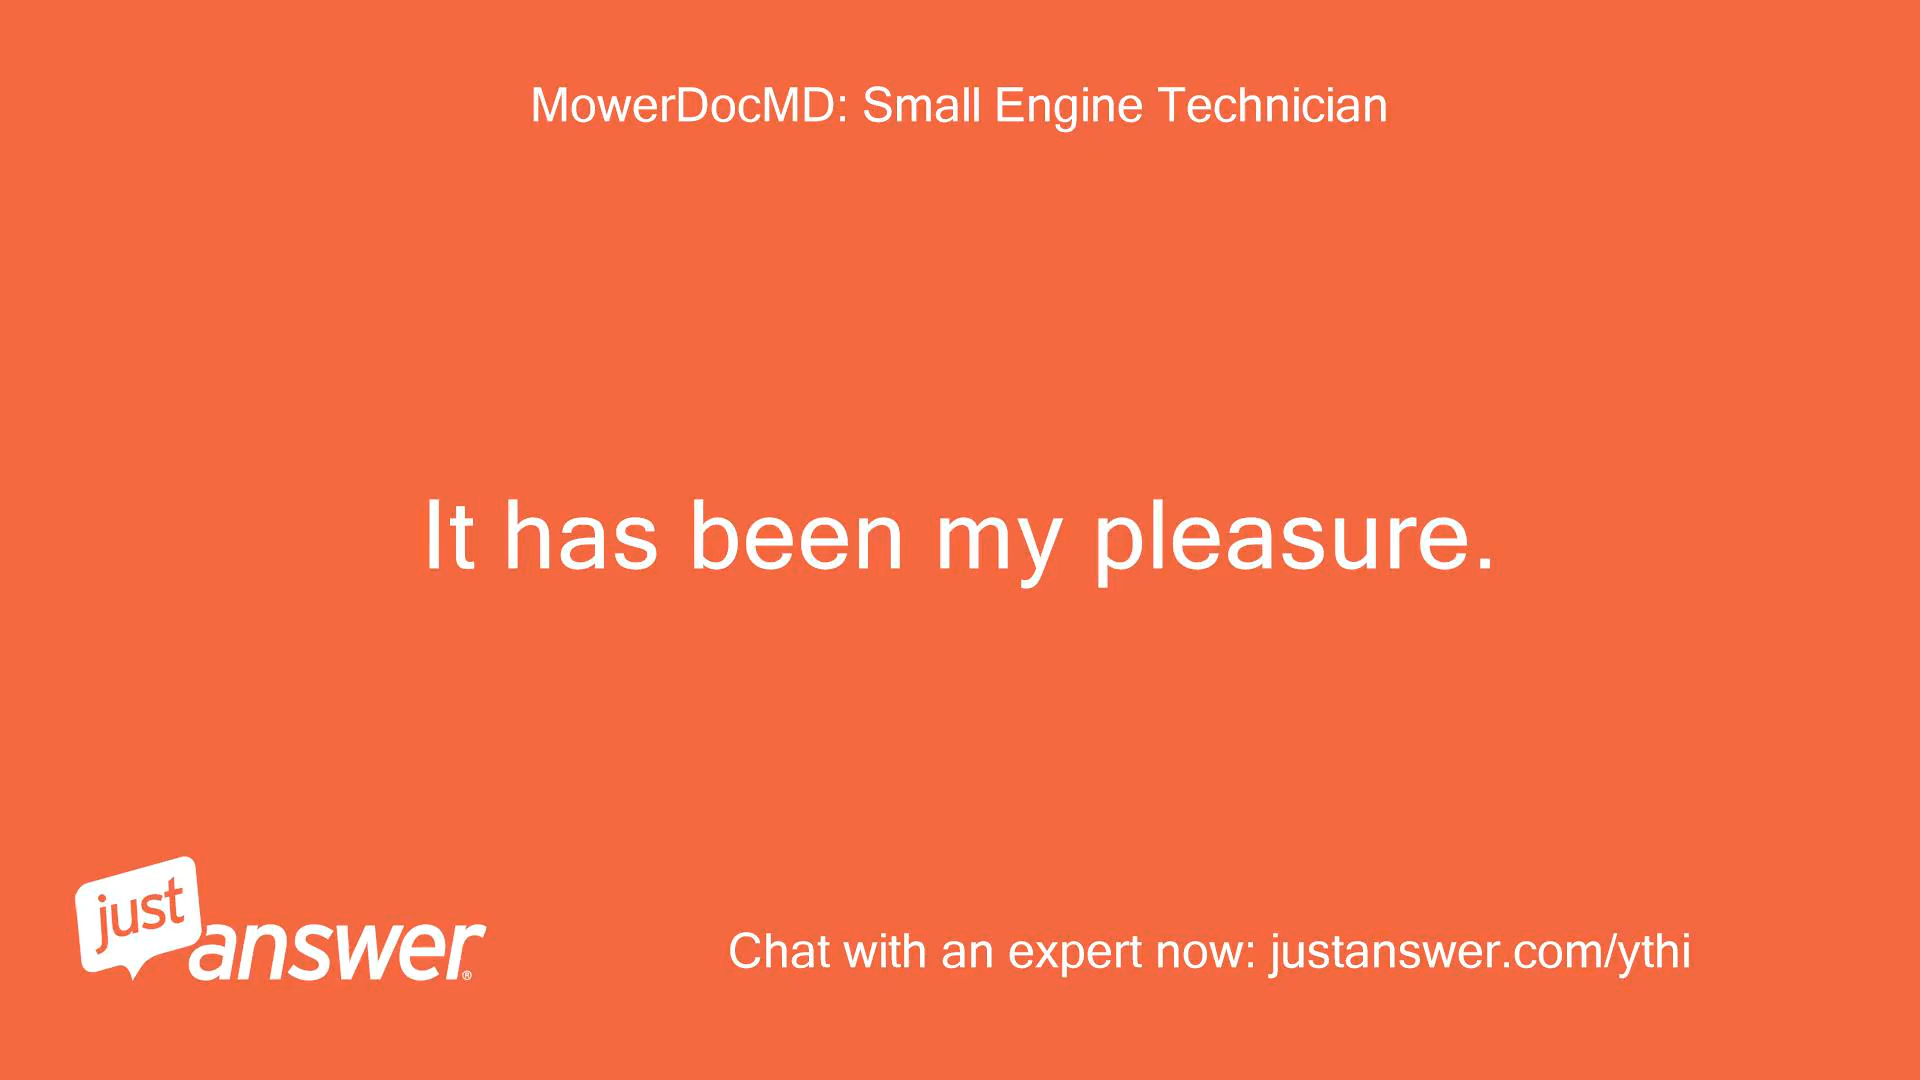 MowerDocMD: Small Engine Technician
It has been my pleasure.
just
answer®
Chat with an expert now: justanswer.com/ythi